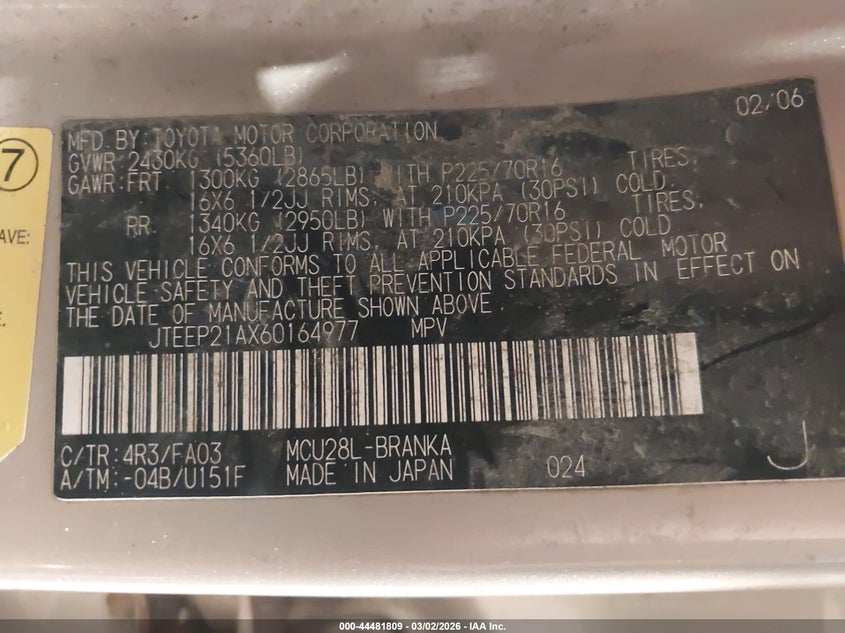 02/06
MFD. BY: TOYOTA MOTOR CORPORATION
GVWR: 2430KG (5360LB)
GAWR: FRT: 1300KG (2865LB) WITH P225/70R16 TIRES,
16X6 1/2JJ RIMS, AT 210KPA (30PSI) COLD.
RR: 1340KG (2950LB) WITH P225/70R16 TIRES,
16X6 1/2JJ RIMS, AT 210KPA (30PSI) COLD
THIS VEHICLE CONFORMS TO ALL APPLICABLE FEDERAL MOTOR
VEHICLE SAFETY AND THEFT PREVENTION STANDARDS IN EFFECT ON
THE DATE OF MANUFACTURE SHOWN ABOVE.
JTEEP21AX60164977 MPV
C/TR: 4R3/FA03 MCU28L-BRANKA
A/TM: -04B/U151F MADE IN JAPAN 024 J
7
AVE:
E.
000-44481809 — 03/02/2026 — IAA Inc.